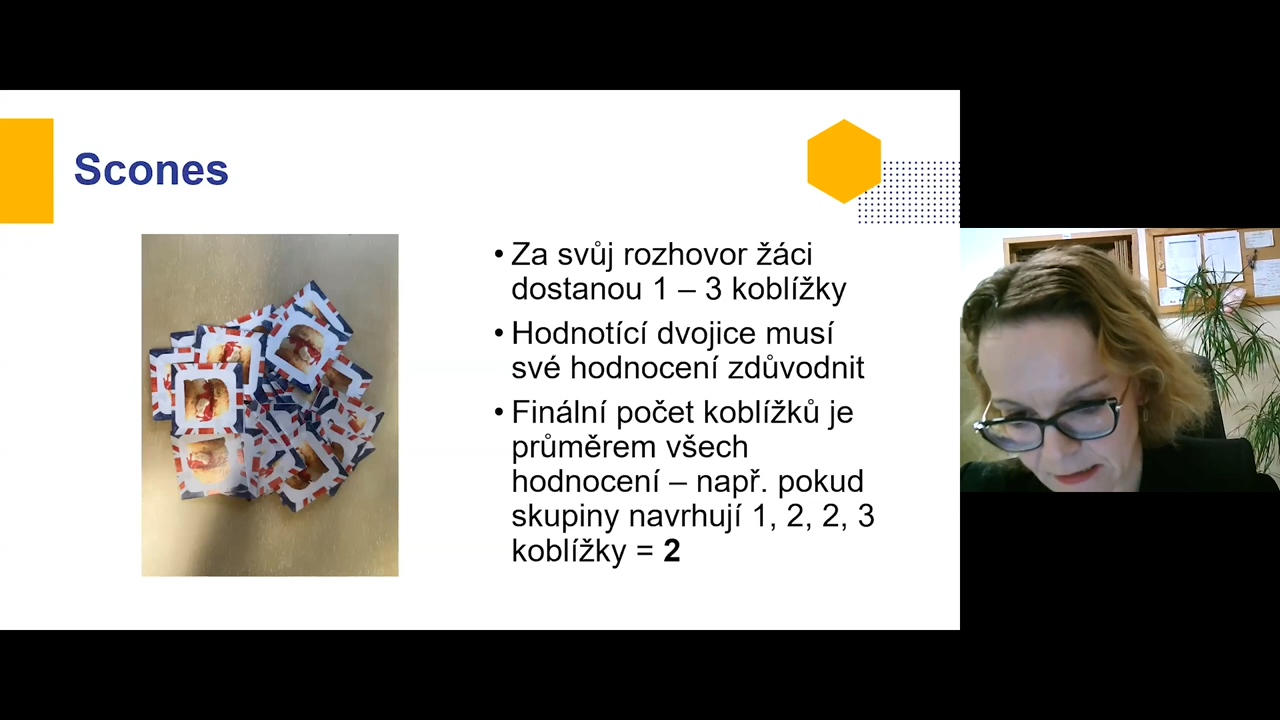 Scones
• Za svůj rozhovor žáci
dostanou 1 – 3 koblížky
• Hodnotící dvojice musí
své hodnocení zdůvodnit
• Finální počet koblížků je
průměrem všech
hodnocení – např. pokud
skupiny navrhují 1, 2, 2, 3
koblížky = 2